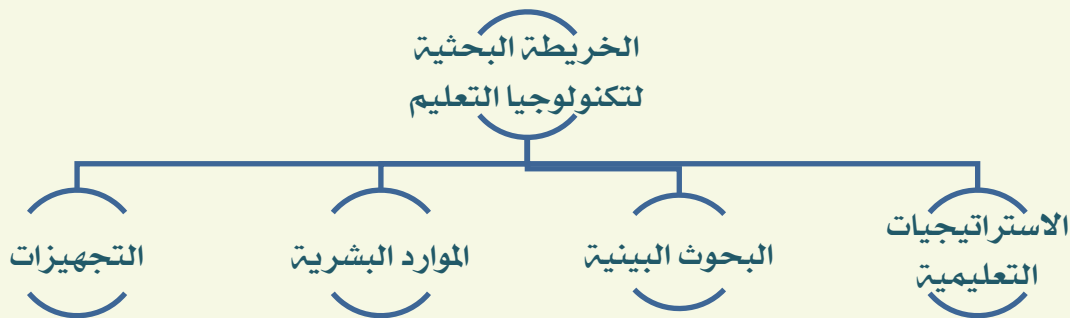 الخريطة البحثية
لتكنولوجيا التعليم
الاستراتيجيات
التعليمية
البحوث البينية
الموارد البشرية
التجهيزات